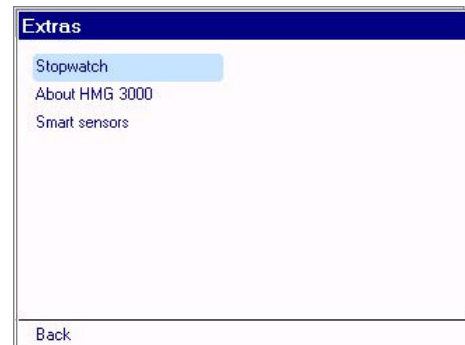 Extras
Stopwatch
About HMG 3000
Smart sensors
Back